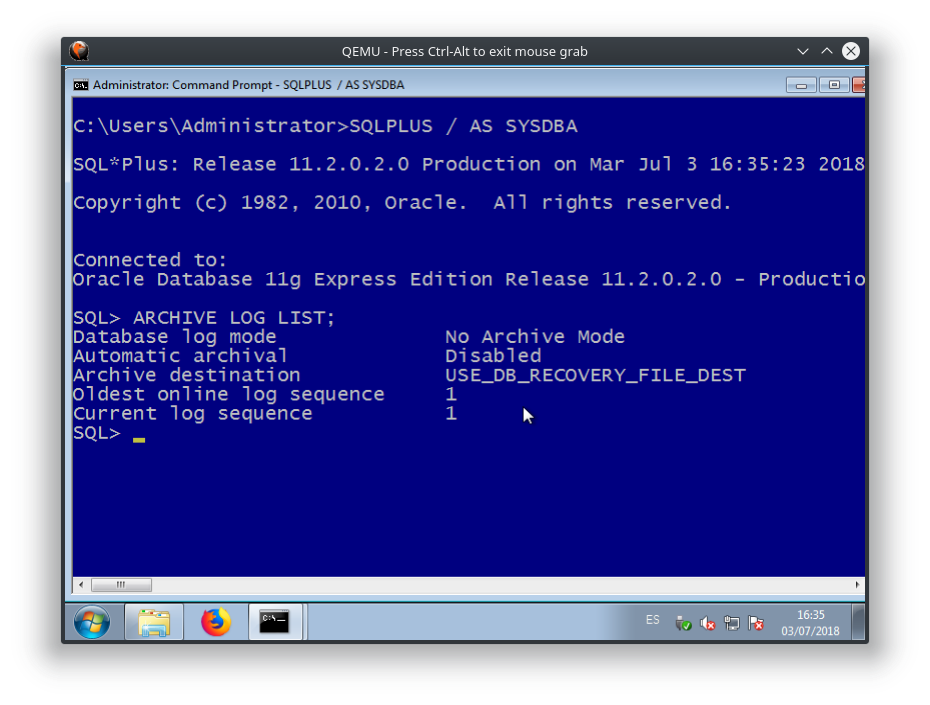 QEMU - Press Ctrl-Alt to exit mouse grab
Administrator: Command Prompt - SQLPLUS / AS SYSDBA
C:\Users\Administrator>SQLPLUS / AS SYSDBA
SQL*Plus: Release 11.2.0.2.0 Production on Mar Jul 3 16:35:23 2018
Copyright (c) 1982, 2010, Oracle.  All rights reserved.
Connected to:
Oracle Database 11g Express Edition Release 11.2.0.2.0 - Productio
SQL> ARCHIVE LOG LIST;
Database log mode              No Archive Mode
Automatic archival             Disabled
Archive destination            USE_DB_RECOVERY_FILE_DEST
Oldest online log sequence     1
Current log sequence           1
SQL> _
ES
16:35
03/07/2018